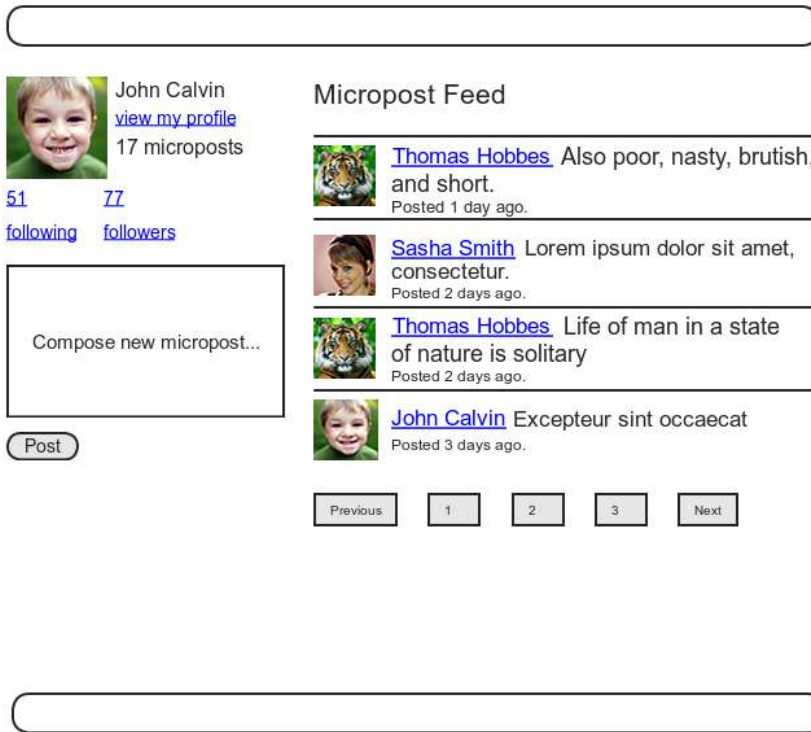 John Calvin
view my profile
17 microposts
51 77
following followers
Compose new micropost...
Post
Micropost Feed
Thomas Hobbes Also poor, nasty, brutish,
and short.
Posted 1 day ago.
Sasha Smith Lorem ipsum dolor sit amet,
consectetur.
Posted 2 days ago.
Thomas Hobbes Life of man in a state
of nature is solitary
Posted 2 days ago.
John Calvin Excepteur sint occaecat
Posted 3 days ago.
Previous 1 2 3 Next